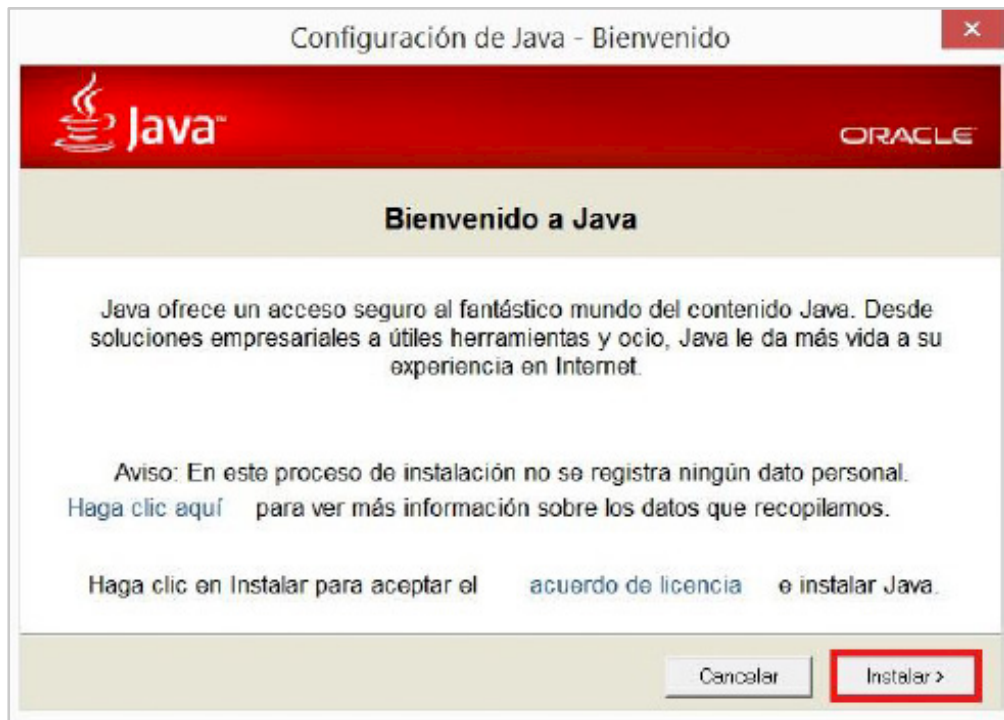 Configuración de Java - Bienvenido
Java™
ORACLE
Bienvenido a Java
Java ofrece un acceso seguro al fantástico mundo del contenido Java. Desde
soluciones empresariales a útiles herramientas y ocio, Java le da más vida a su
experiencia en Internet.
Aviso: En este proceso de instalación no se registra ningún dato personal.
Haga clic aquí para ver más información sobre los datos que recopilamos.
Haga clic en Instalar para aceptar el acuerdo de licencia e instalar Java.
Cancelar Instalar >